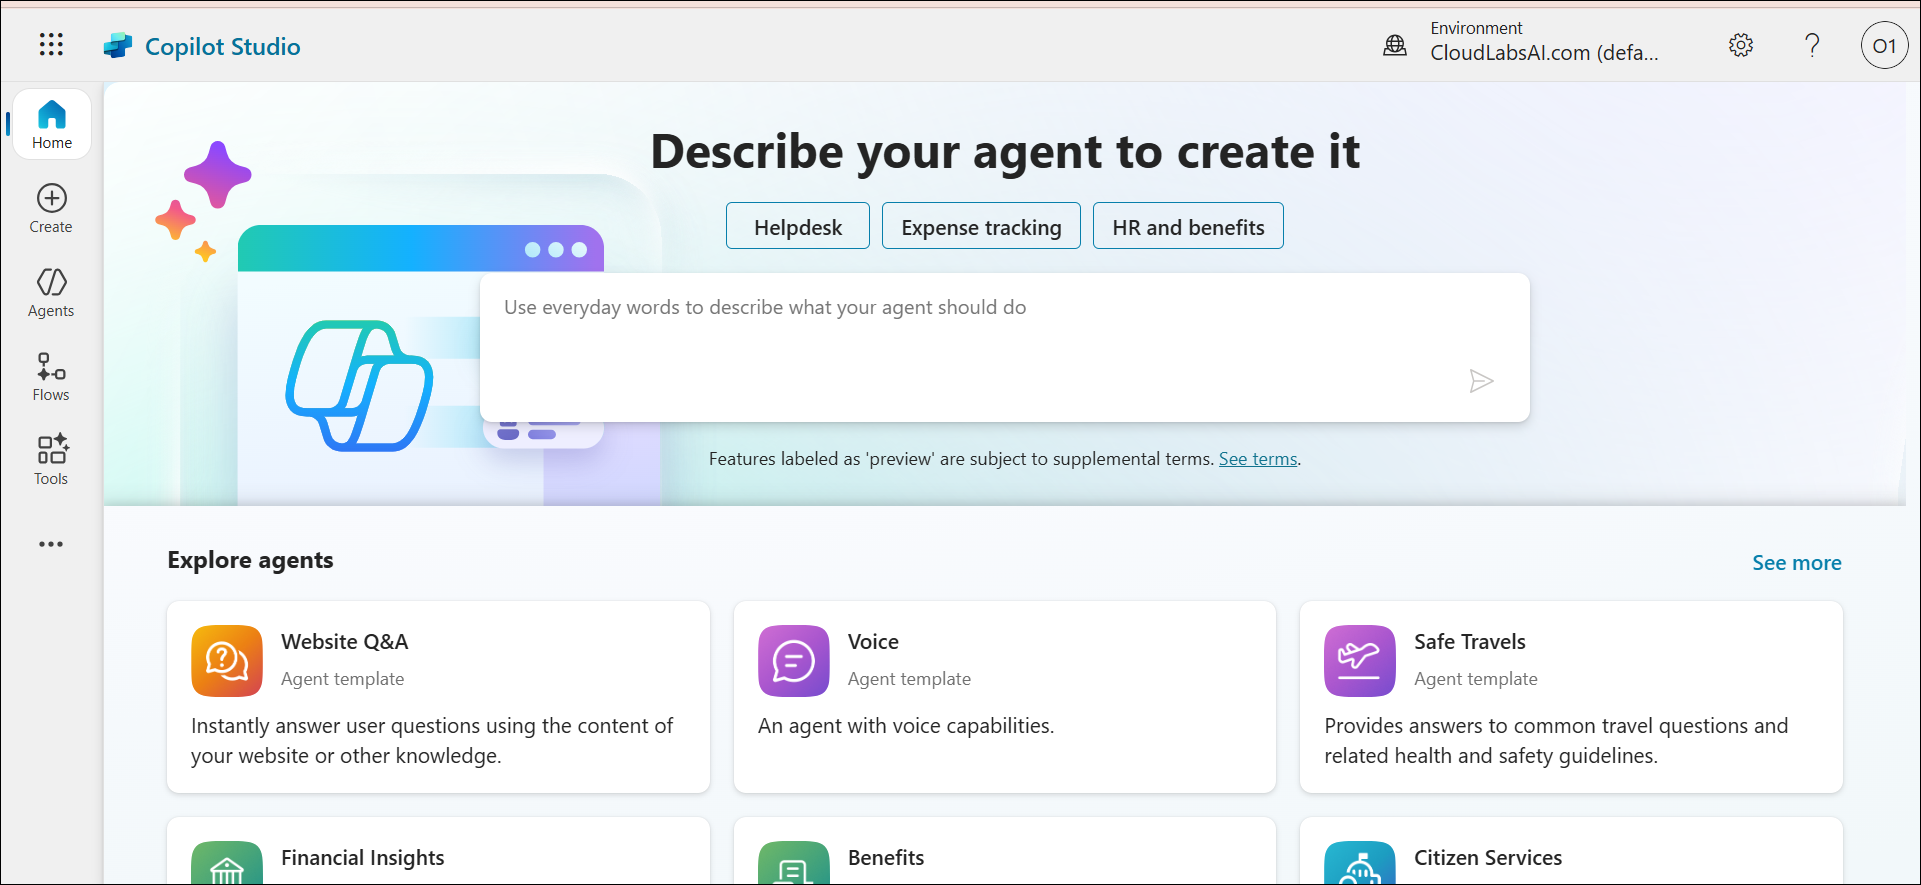 Copilot Studio
Environment
CloudLabsAI.com (defa...
O1
Home
Create
Agents
Flows
Tools
Describe your agent to create it
Helpdesk
Expense tracking
HR and benefits
Use everyday words to describe what your agent should do
Features labeled as 'preview' are subject to supplemental terms. See terms.
Explore agents
See more
Website Q&A
Agent template
Instantly answer user questions using the content of
your website or other knowledge.
Voice
Agent template
An agent with voice capabilities.
Safe Travels
Agent template
Provides answers to common travel questions and
related health and safety guidelines.
Financial Insights
Benefits
Citizen Services